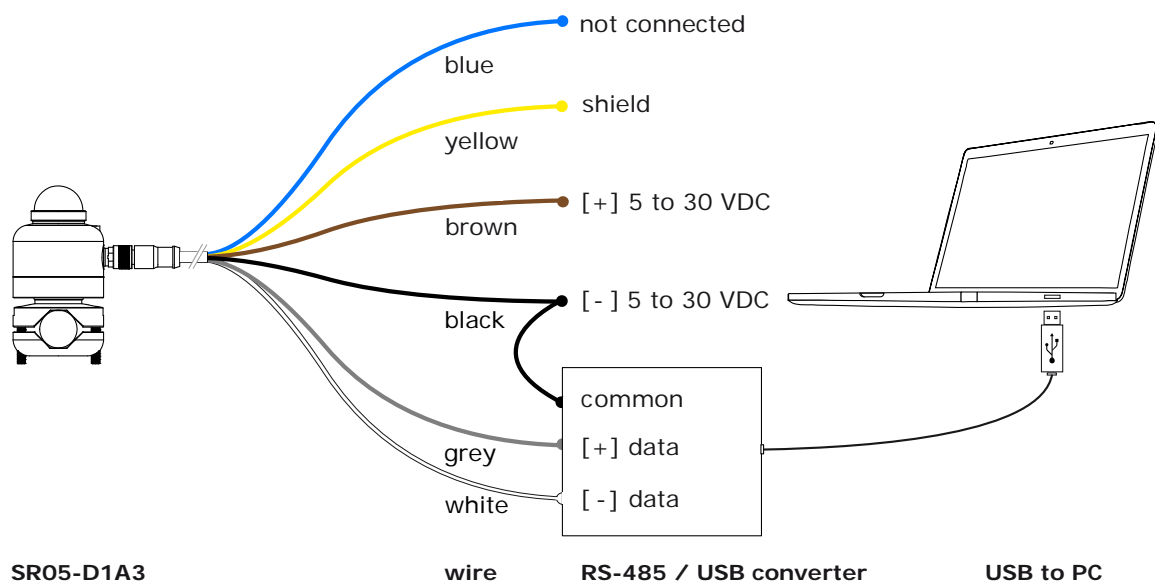 not connected
blue
shield
yellow
[+] 5 to 30 VDC
brown
[-] 5 to 30 VDC
black
common
[+] data
grey
[-] data
white
SR05-D1A3 wire RS-485 / USB converter USB to PC